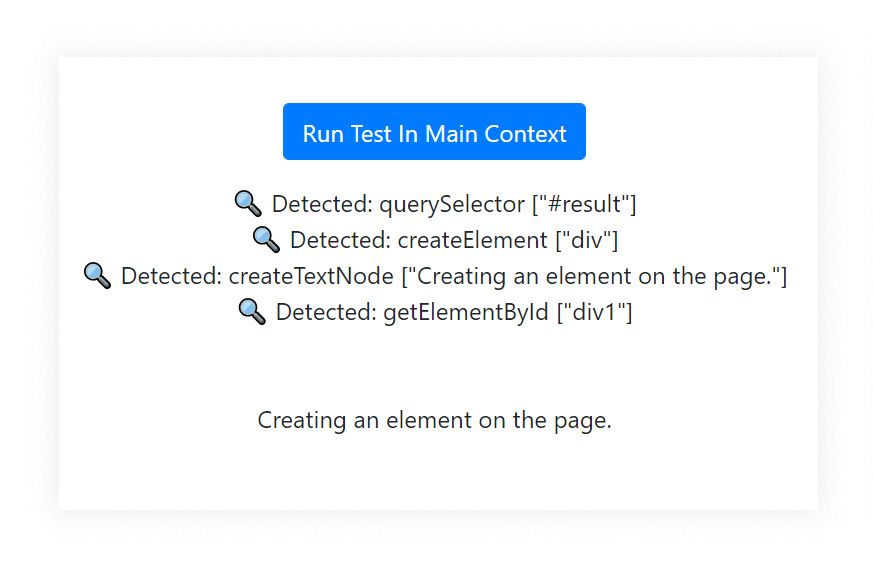 Run Test In Main Context
🔍 Detected: querySelector ["#result"]
🔍 Detected: createElement ["div"]
🔍 Detected: createTextNode ["Creating an element on the page."]
🔍 Detected: getElementById ["div1"]
Creating an element on the page.